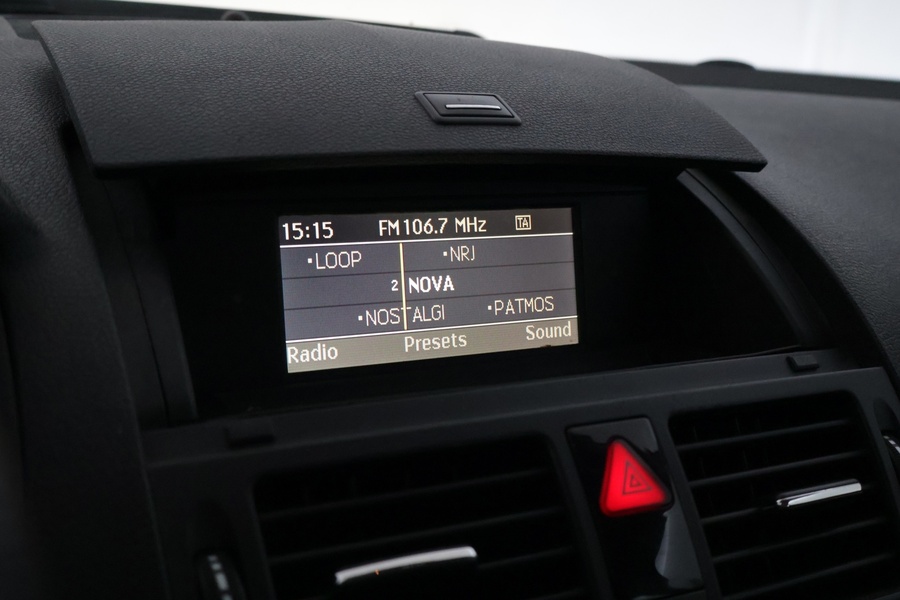 15:15 FM 106.7 MHz TA
▪LOOP ▪NRJ
2 NOVA
▪NOSTALGI ▪PATMOS
Radio Presets Sound